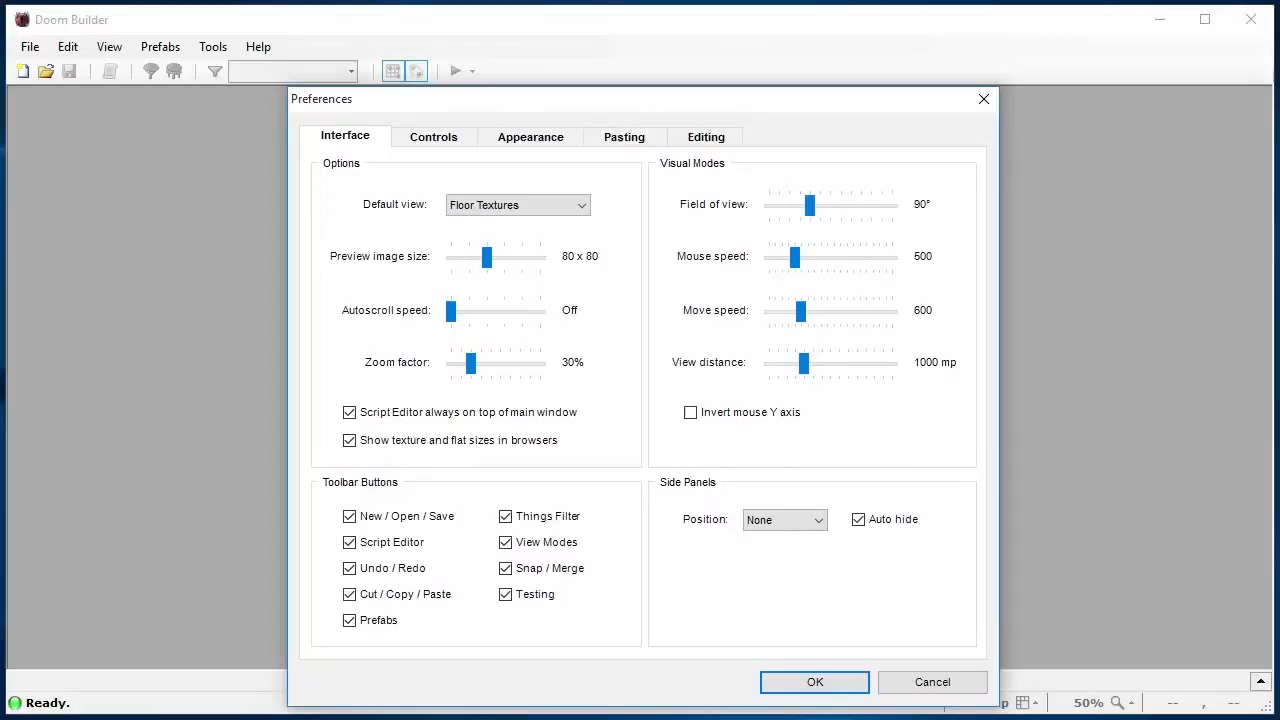 Doom Builder
File Edit View Prefabs Tools Help
Preferences
Interface Controls Appearance Pasting Editing
Options
Default view: Floor Textures
Preview image size: 80 x 80
Autoscroll speed: Off
Zoom factor: 30%
Script Editor always on top of main window
Show texture and flat sizes in browsers
Visual Modes
Field of view: 90°
Mouse speed: 500
Move speed: 600
View distance: 1000 mp
Invert mouse Y axis
Toolbar Buttons
New / Open / Save Things Filter
Script Editor View Modes
Undo / Redo Snap / Merge
Cut / Copy / Paste Testing
Prefabs
Side Panels
Position: None Auto hide
OK Cancel
Ready. p 50% -- , --